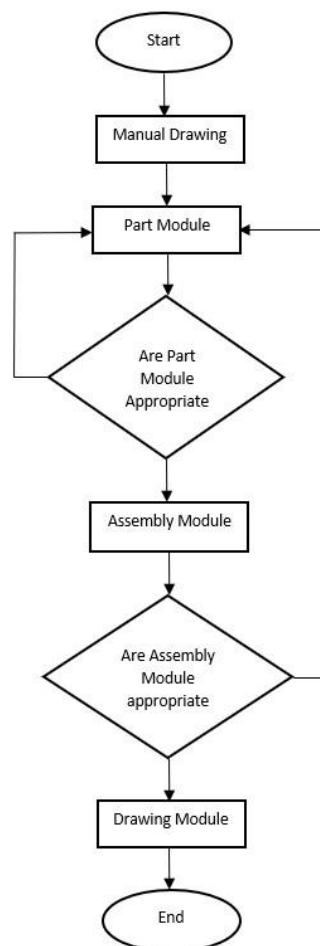 Start
Manual Drawing
Part Module
Are Part
Module
Appropriate
Assembly Module
Are Assembly
Module
appropriate
Drawing Module
End